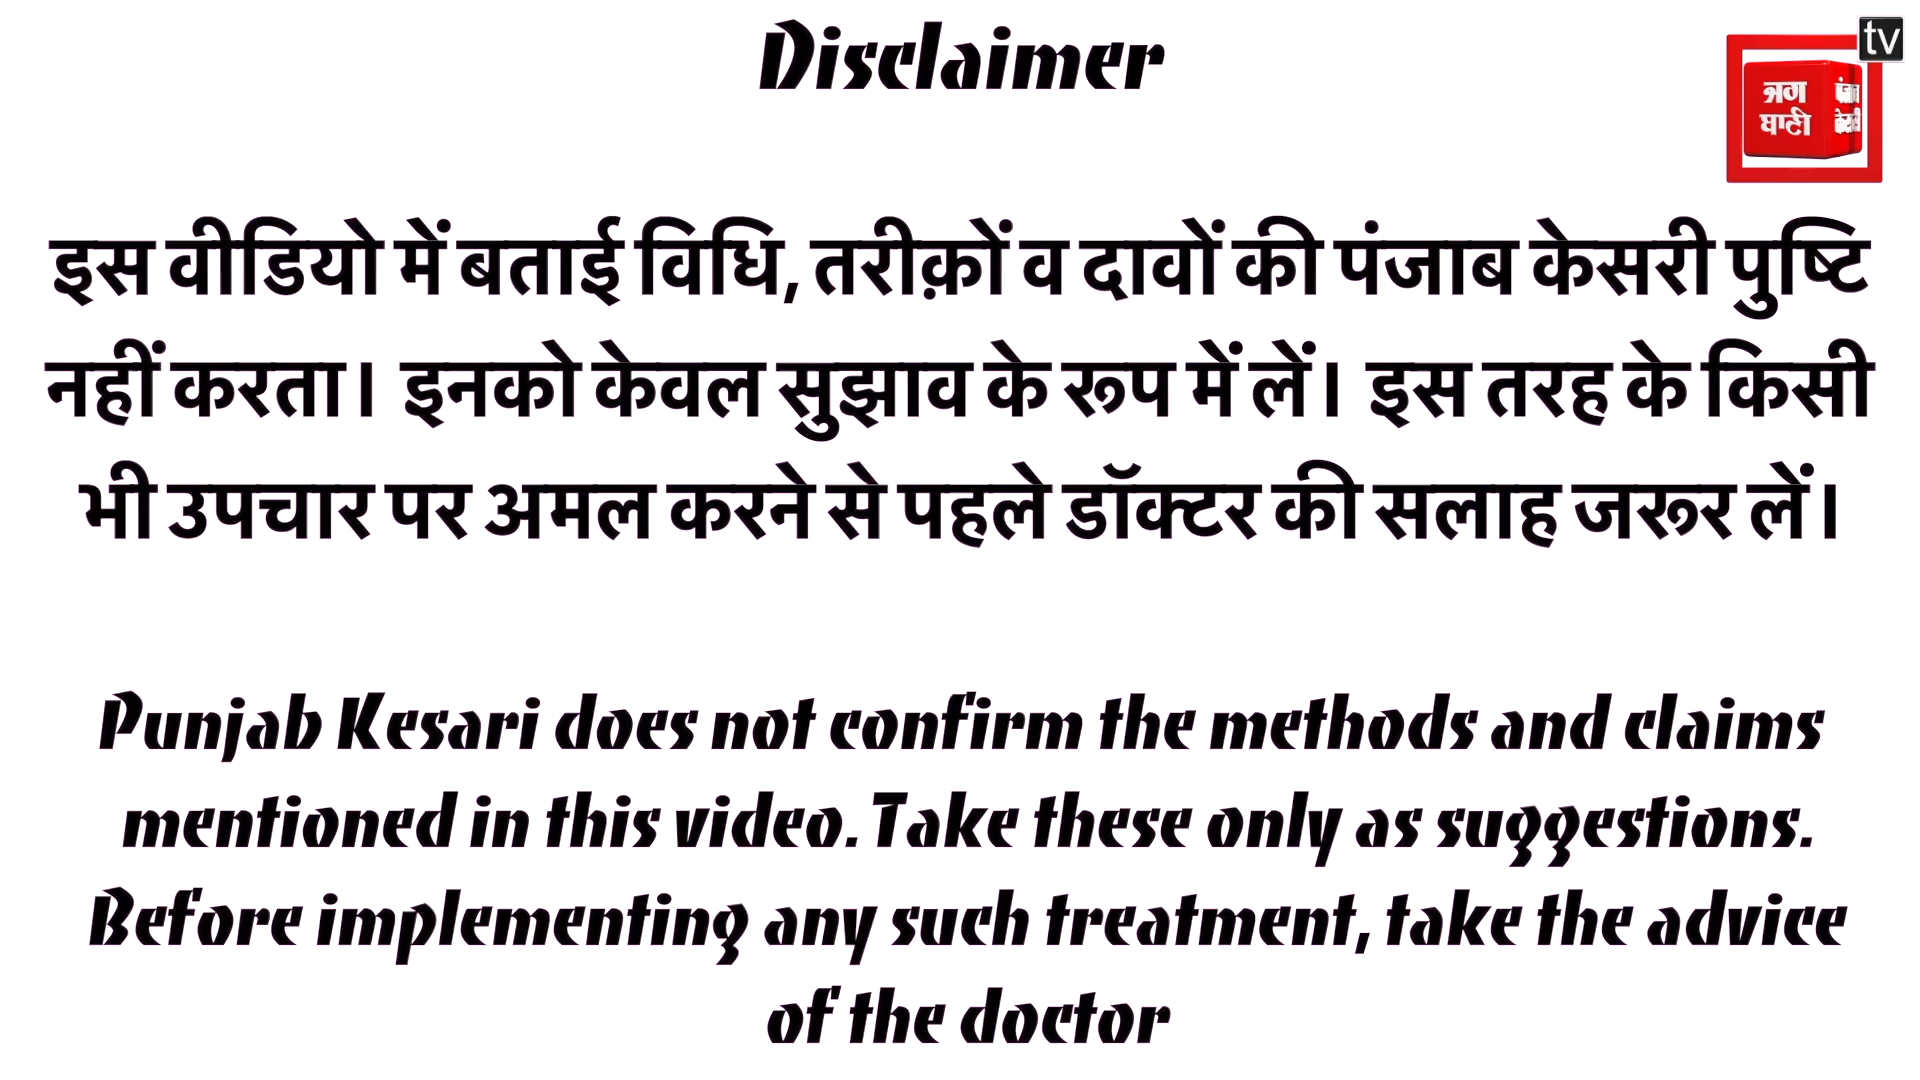 Disclaimer
tv
जग
बाणी
पंजाब
केसरी
इस वीडियो में बताई विधि, तरीक़ों व दावों की पंजाब केसरी पुष्टि
नहीं करता। इनको केवल सुझाव के रूप में लें। इस तरह के किसी
भी उपचार पर अमल करने से पहले डॉक्टर की सलाह जरूर लें।
Punjab Kesari does not confirm the methods and claims
mentioned in this video. Take these only as suggestions.
Before implementing any such treatment, take the advice
of the doctor